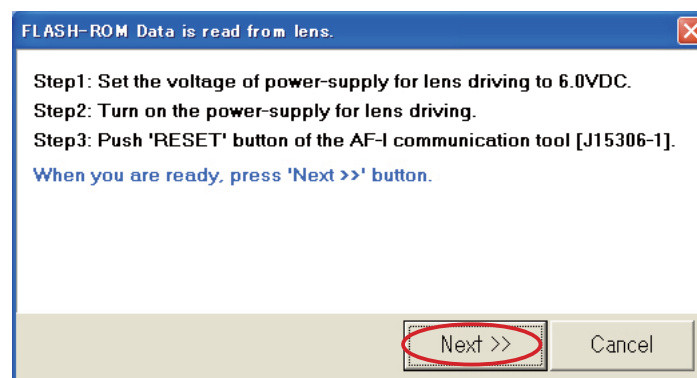 FLASH-ROM Data is read from lens.
Step1: Set the voltage of power-supply for lens driving to 6.0VDC.
Step2: Turn on the power-supply for lens driving.
Step3: Push 'RESET' button of the AF-I communication tool [J15306-1].
When you are ready, press 'Next >>' button.
Next >> Cancel